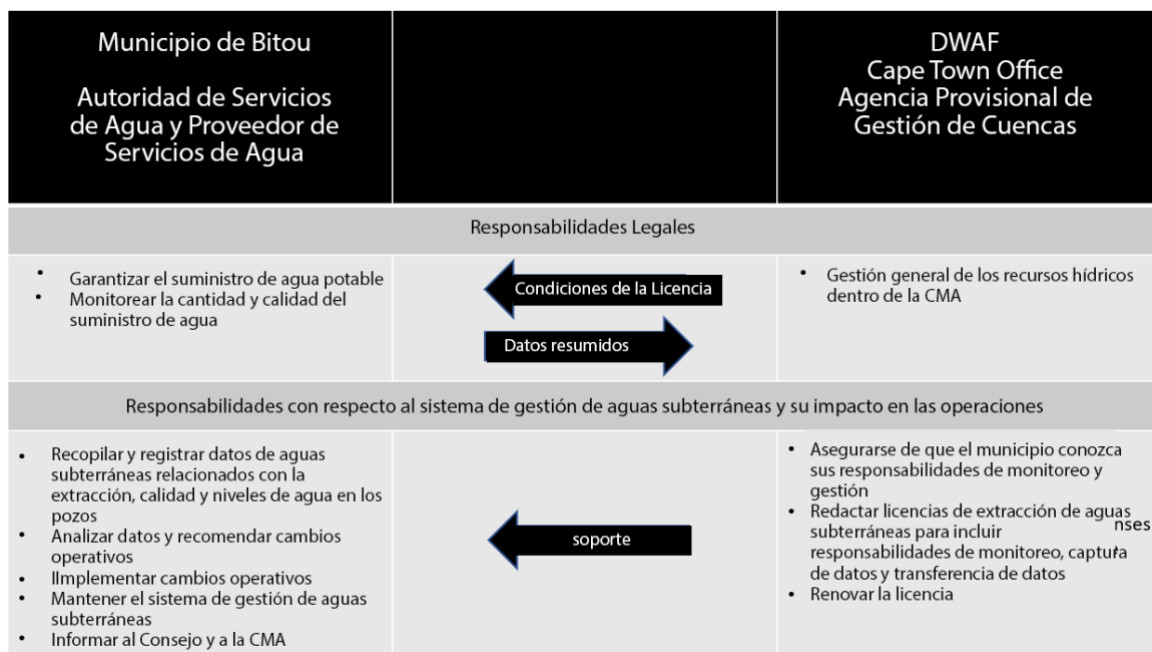 Municipio de Bitou
Autoridad de Servicios
de Agua y Proveedor de
Servicios de Agua
DWAF
Cape Town Office
Agencia Provisional de
Gestión de Cuencas
Responsabilidades Legales
• Garantizar el suministro de agua potable
• Monitorear la cantidad y calidad del
suministro de agua
Condiciones de la Licencia
Datos resumidos
• Gestión general de los recursos hídricos
dentro de la CMA
Responsabilidades con respecto al sistema de gestión de aguas subterráneas y su impacto en las operaciones
• Recopilar y registrar datos de aguas
subterráneas relacionados con la
extracción, calidad y niveles de agua en los
pozos
• Analizar datos y recomendar cambios
operativos
• IImplementar cambios operativos
• Mantener el sistema de gestión de aguas
subterráneas
• Informar al Consejo y a la CMA
soporte
• Asegurarse de que el municipio conozca
sus responsabilidades de monitoreo y
gestión
• Redactar licencias de extracción de aguas
subterráneas para incluir
nses
responsabilidades de monitoreo, captura
de datos y transferencia de datos
• Renovar la licencia